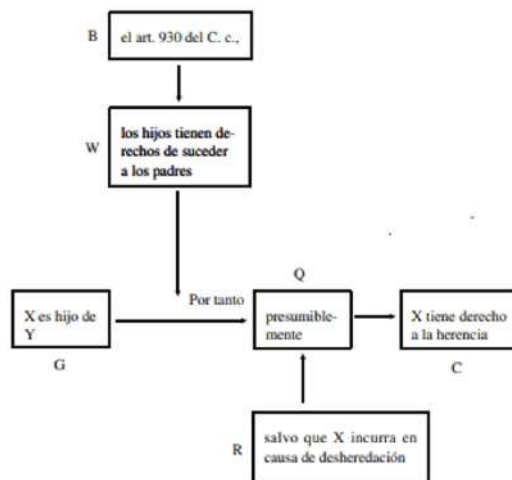 B
el art. 930 del C. c.,
W
los hijos tienen de-
rechos de suceder
a los padres
Q
Por tanto
X es hijo de
Y
presumible-
mente
X tiene derecho
a la herencia
G
C
R
salvo que X incurra en
causa de desheredación